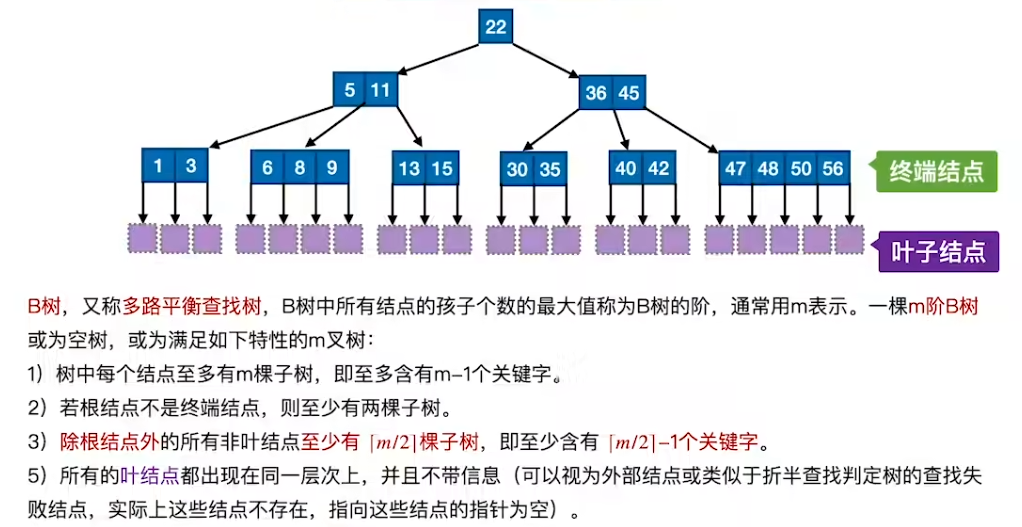 22
5 11 36 45
1 3 6 8 9 13 15 30 35 40 42 47 48 50 56 终端结点
叶子结点
B树，又称多路平衡查找树，B树中所有结点的孩子个数的最大值称为B树的阶，通常用m表示。一棵m阶B树
或为空树，或为满足如下特性的m叉树：
1）树中每个结点至多有m棵子树，即至多含有m-1个关键字。
2）若根结点不是终端结点，则至少有两棵子树。
3）除根结点外的所有非叶结点至少有 ⌈m/2⌉棵子树，即至少含有 ⌈m/2⌉-1个关键字。
5）所有的叶结点都出现在同一层次上，并且不带信息（可以视为外部结点或类似于折半查找判定树的查找失
败结点，实际上这些结点不存在，指向这些结点的指针为空）。